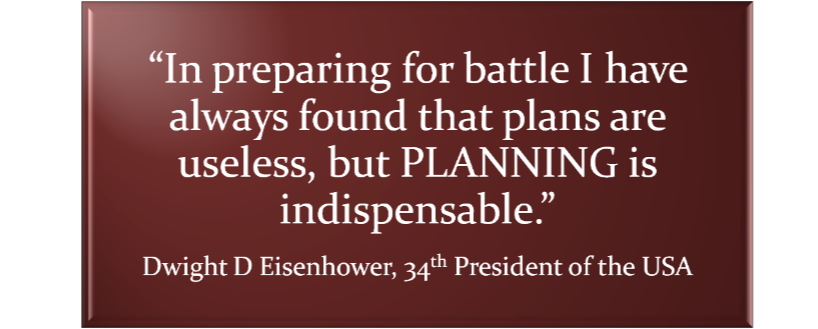 “In preparing for battle I have
always found that plans are
useless, but PLANNING is
indispensable.”
Dwight D Eisenhower, 34th President of the USA